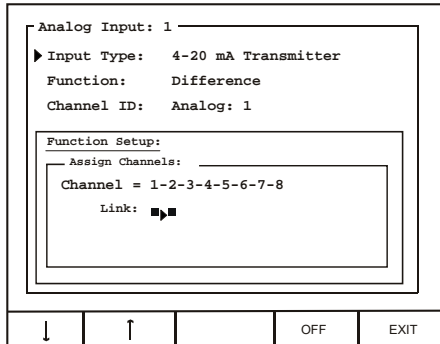 Analog Input: 1
Input Type: 4-20 mA Transmitter
Function: Difference
Channel ID: Analog: 1
Function Setup:
Assign Channels:
Channel = 1-2-3-4-5-6-7-8
Link:
↓ ↑ OFF EXIT